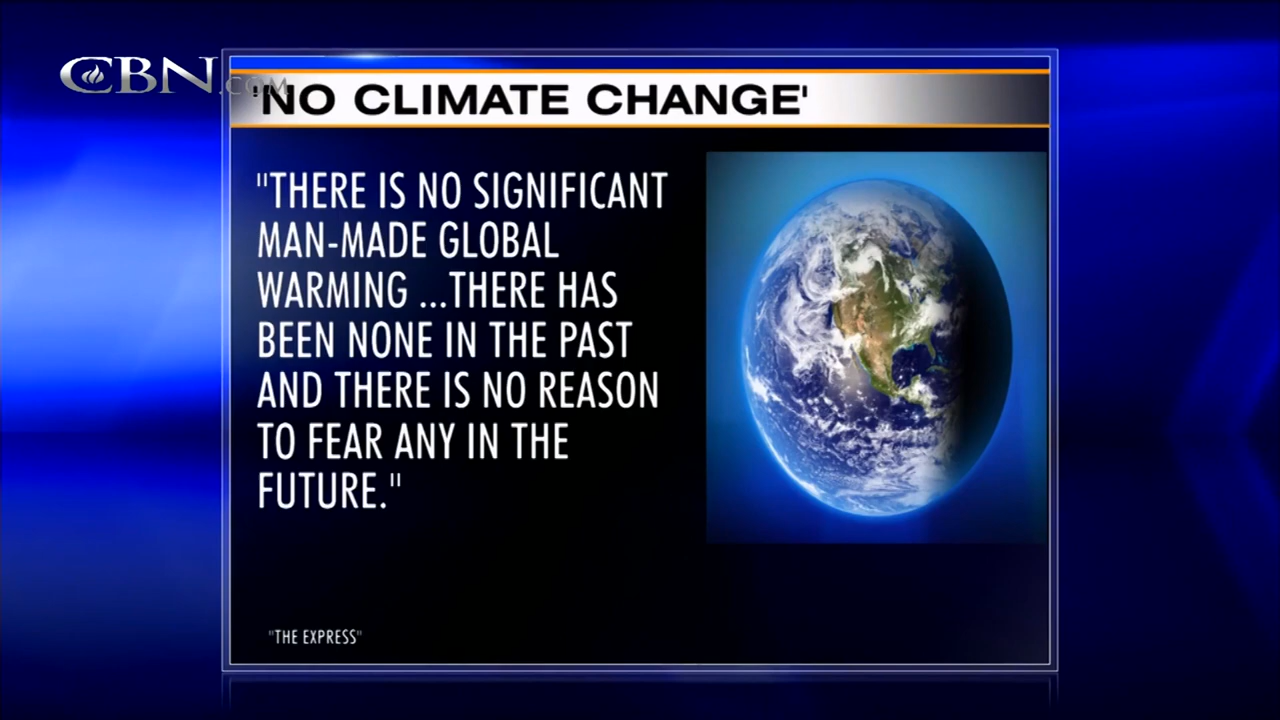 CBN.COM
'NO CLIMATE CHANGE'
"THERE IS NO SIGNIFICANT
MAN-MADE GLOBAL
WARMING ...THERE HAS
BEEN NONE IN THE PAST
AND THERE IS NO REASON
TO FEAR ANY IN THE
FUTURE."
"THE EXPRESS"